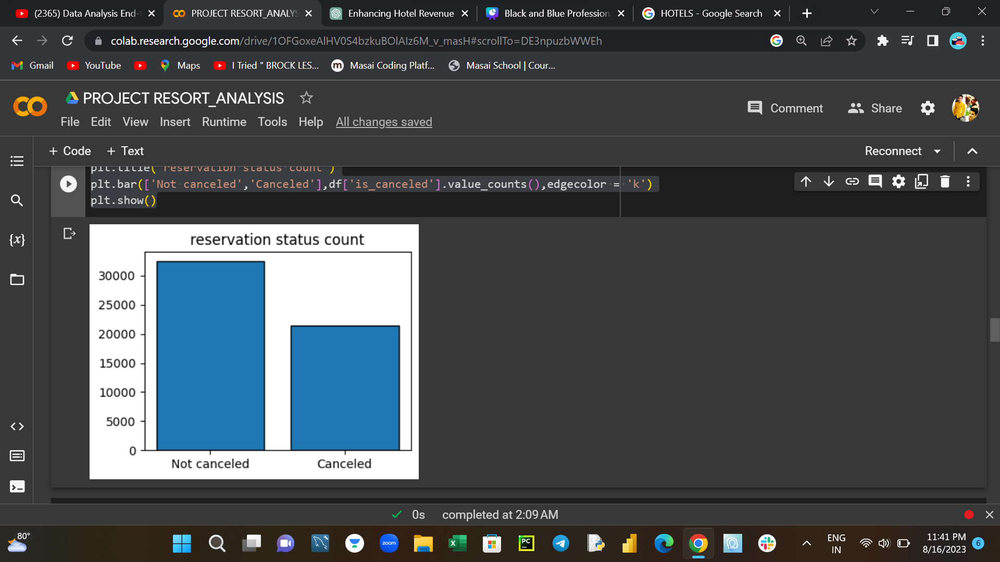 (2365) Data Analysis End-t
PROJECT RESORT_ANALYS
Enhancing Hotel Revenue
Black and Blue Profession
HOTELS - Google Search
colab.research.google.com/drive/1OFGoxeAlHV0S4bzkuBOlAIz6M_v_masH#scrollTo=DE3npuzbWWEh
Gmail
YouTube
Maps
I Tried " BROCK LES...
Masai Coding Platf...
Masai School | Cour...
PROJECT RESORT_ANALYSIS
Comment
Share
File Edit View Insert Runtime Tools Help All changes saved
+ Code + Text
Reconnect
plt.title('reservation status count')
plt.bar(['Not canceled','Canceled'],df['is_canceled'].value_counts(),edgecolor = 'k')
plt.show()
{x}
reservation status count
30000
25000
20000
15000
10000
5000
0
Not canceled
Canceled
0s completed at 2:09 AM
80°
zoom
PC
ENG
IN
11:41 PM
8/16/2023
6